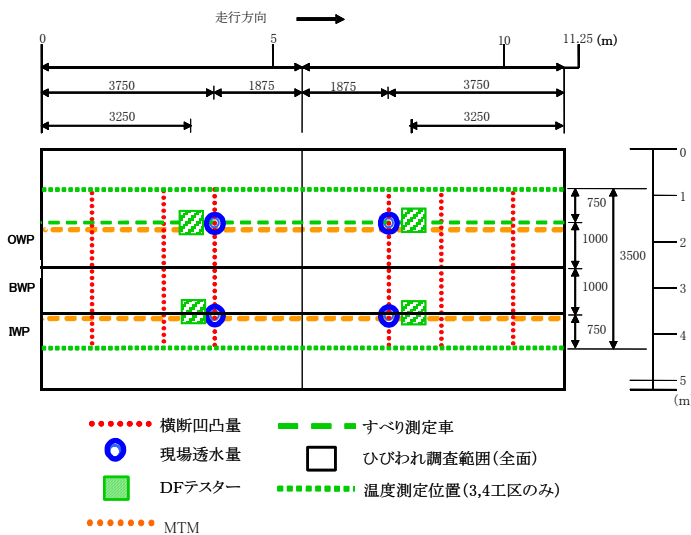 走行方向
0 5 10 11.25 (m)
3750 1875 1875 3750
3250 3250
0
1
2
3
4
5
(m
750
1000
1000
750
3500
OWP
BWP
IWP
横断凹凸量 すべり測定車
現場透水量 ひびわれ調査範囲(全面)
DFテスター 温度測定位置(3,4工区のみ)
MTM